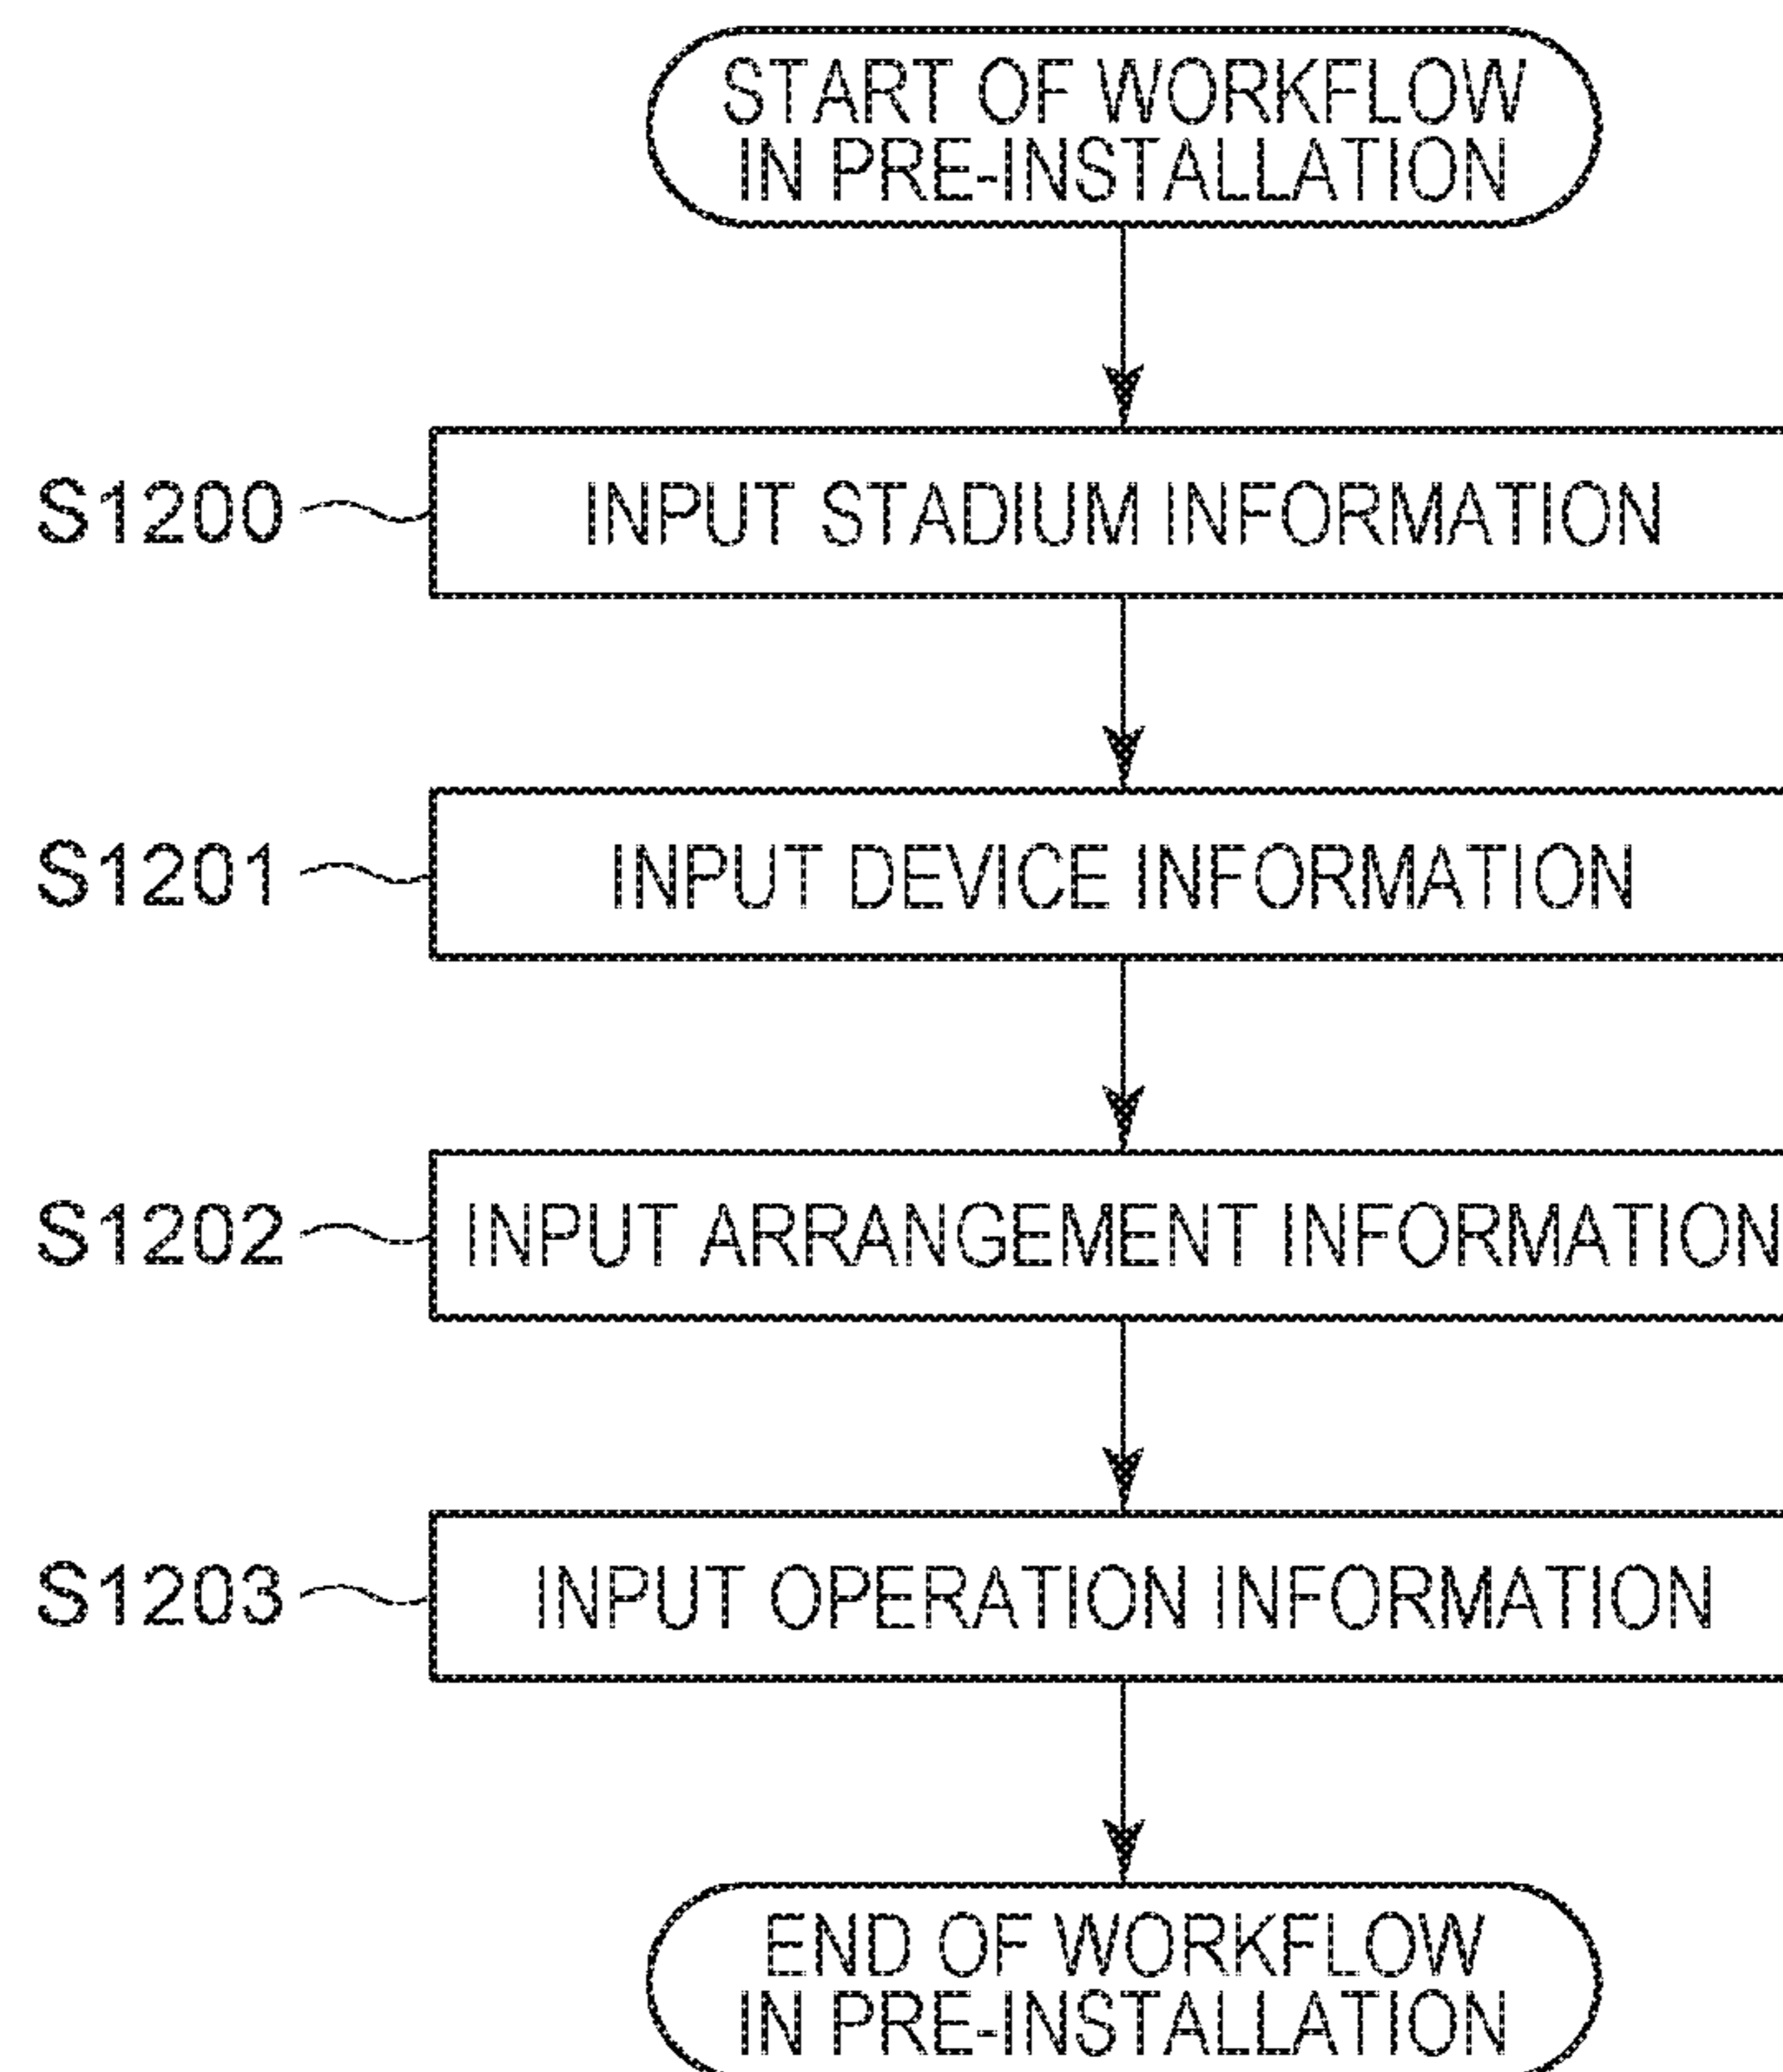 START OF WORKFLOW
IN PRE-INSTALLATION
S1200
INPUT STADIUM INFORMATION
S1201
INPUT DEVICE INFORMATION
S1202
INPUT ARRANGEMENT INFORMATION
S1203
INPUT OPERATION INFORMATION
END OF WORKFLOW
IN PRE-INSTALLATION